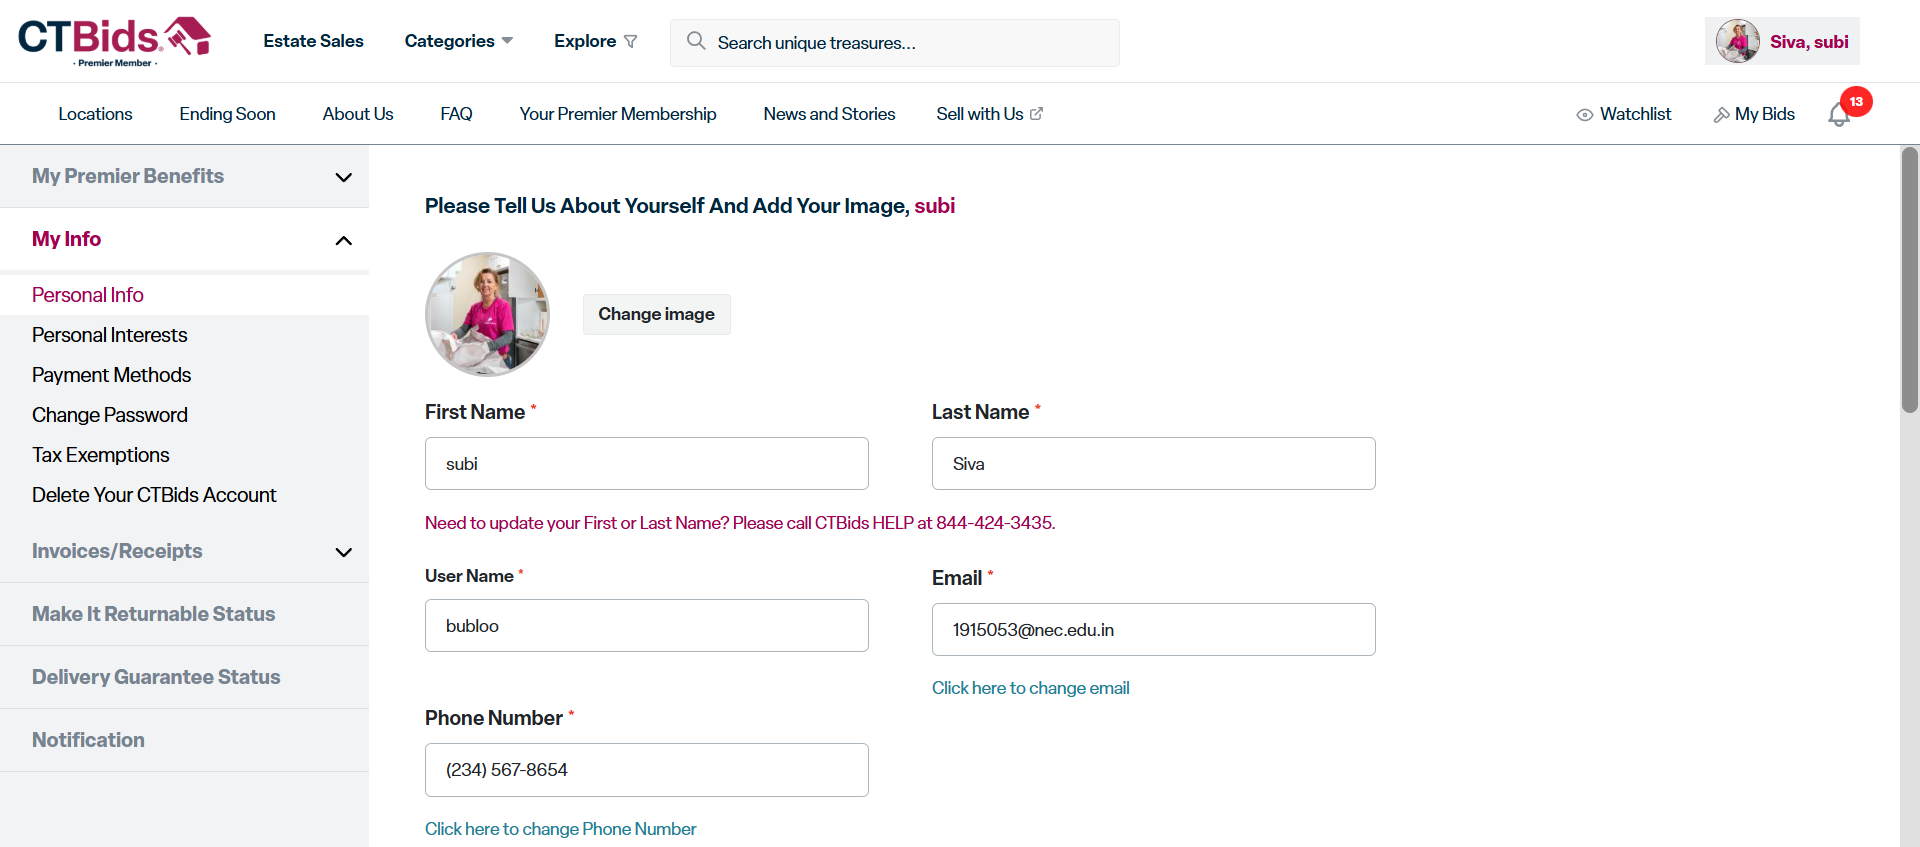 CTBids
· Premier Member ·
Estate Sales
Categories
Explore
Search unique treasures...
Siva, subi
Locations
Ending Soon
About Us
FAQ
Your Premier Membership
News and Stories
Sell with Us
Watchlist
My Bids
13
My Premier Benefits
My Info
Personal Info
Personal Interests
Payment Methods
Change Password
Tax Exemptions
Delete Your CTBids Account
Invoices/Receipts
Make It Returnable Status
Delivery Guarantee Status
Notification
Please Tell Us About Yourself And Add Your Image, subi
Change image
First Name *
Last Name *
subi
Siva
Need to update your First or Last Name? Please call CTBids HELP at 844-424-3435.
User Name *
Email *
bubloo
1915053@nec.edu.in
Click here to change email
Phone Number *
(234) 567-8654
Click here to change Phone Number